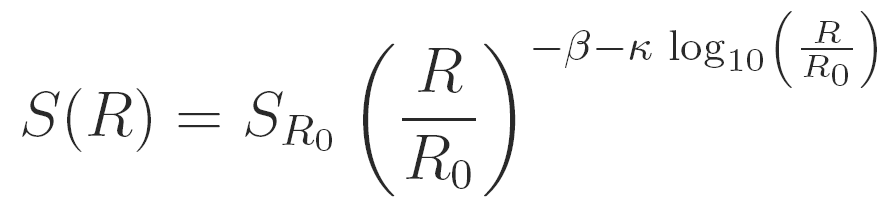 S(R) = S_{R_0} \left( \frac{R}{R_0} \right)^{-\beta-\kappa \log_{10}\left(\frac{R}{R_0}\right)}